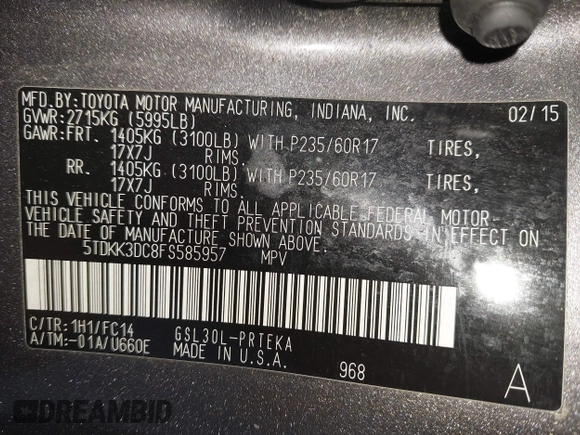 MFD.BY:TOYOTA MOTOR MANUFACTURING, INDIANA, INC. 02/15
GVWR:2715KG (5995LB)
GAWR:FRT. 1405KG (3100LB) WITH P235/60R17 TIRES,
17X7J RIMS.
RR. 1405KG (3100LB) WITH P235/60R17 TIRES,
17X7J RIMS.
THIS VEHICLE CONFORMS TO ALL APPLICABLE FEDERAL MOTOR
VEHICLE SAFETY AND THEFT PREVENTION STANDARDS IN EFFECT ON
THE DATE OF MANUFACTURE SHOWN ABOVE.
5TDKK3DC8FS585957 MPV
C/TR:1H1/FC14 GSL30L-PRTEKA
A/TM:-01A/U660E MADE IN U.S.A. 968 A
DREAMBID